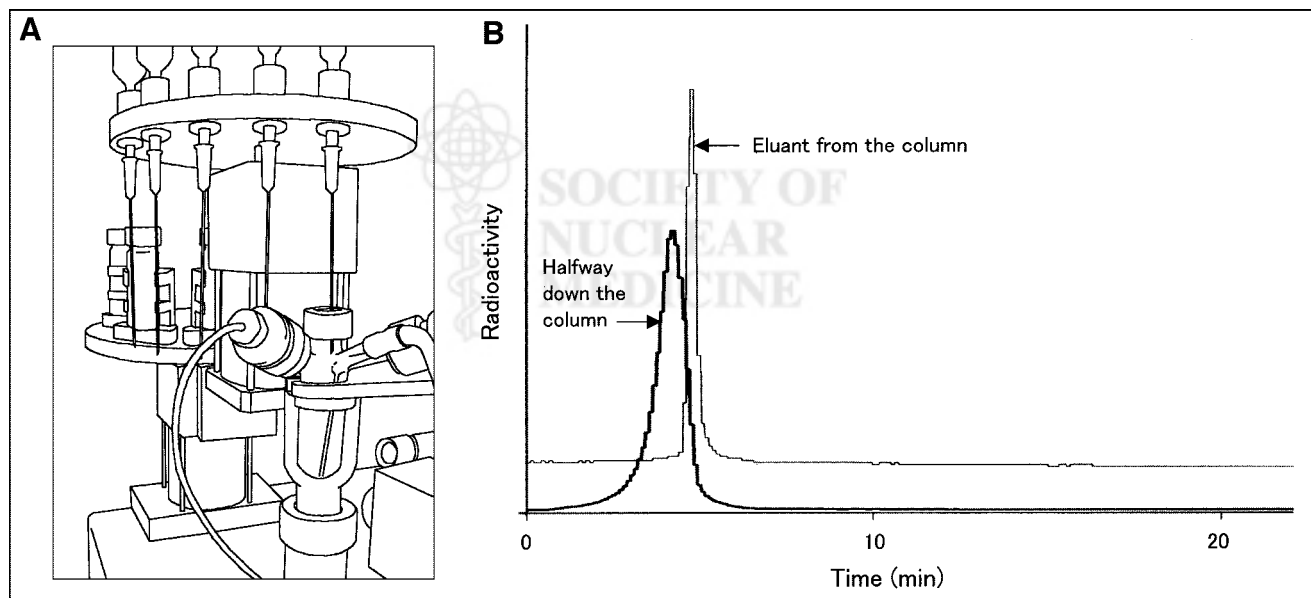 A
B
SOCIETY OF
NUCLEAR
MEDICINE
Eluant from the column
Halfway
down the
column
Radioactivity
0
10
20
Time (min)